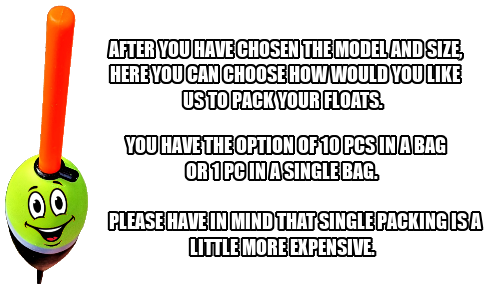 AFTER YOU HAVE CHOSEN THE MODEL AND SIZE,
HERE YOU CAN CHOOSE HOW WOULD YOU LIKE
US TO PACK YOUR FLOATS.
YOU HAVE THE OPTION OF 10 PCS IN A BAG
OR 1 PC IN A SINGLE BAG.
PLEASE HAVE IN MIND THAT SINGLE PACKING IS A
LITTLE MORE EXPENSIVE.